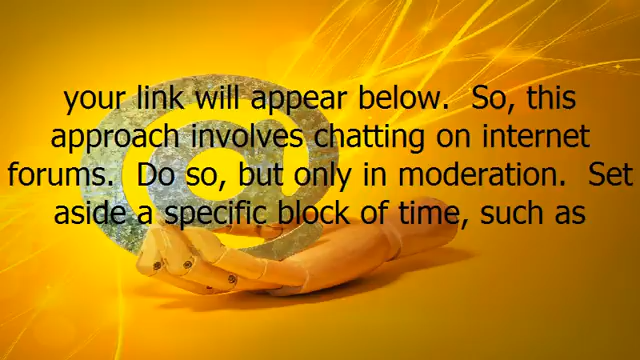 your link will appear below.  So, this
approach involves chatting on internet
forums.  Do so, but only in moderation.  Set
aside a specific block of time, such as